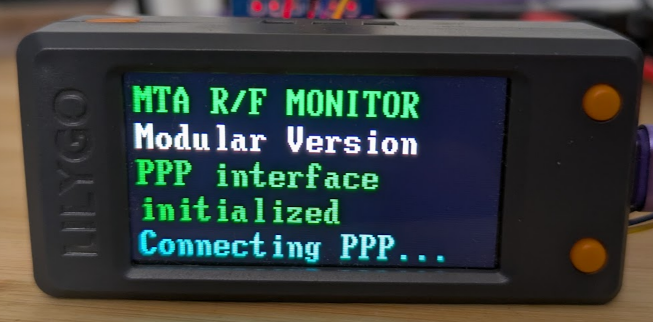 LILYGO
MTA R/F MONITOR
Modular Version
PPP interface
initialized
Connecting PPP...